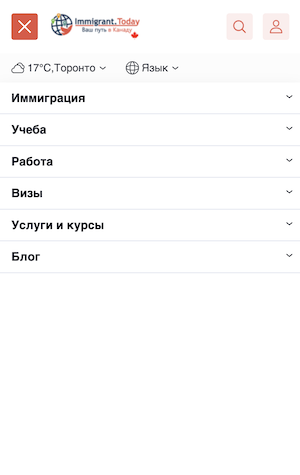 Immigrant.Today
Ваш путь в Канаду
17°C,Торонто
Язык
Иммиграция
Учеба
Работа
Визы
Услуги и курсы
Блог